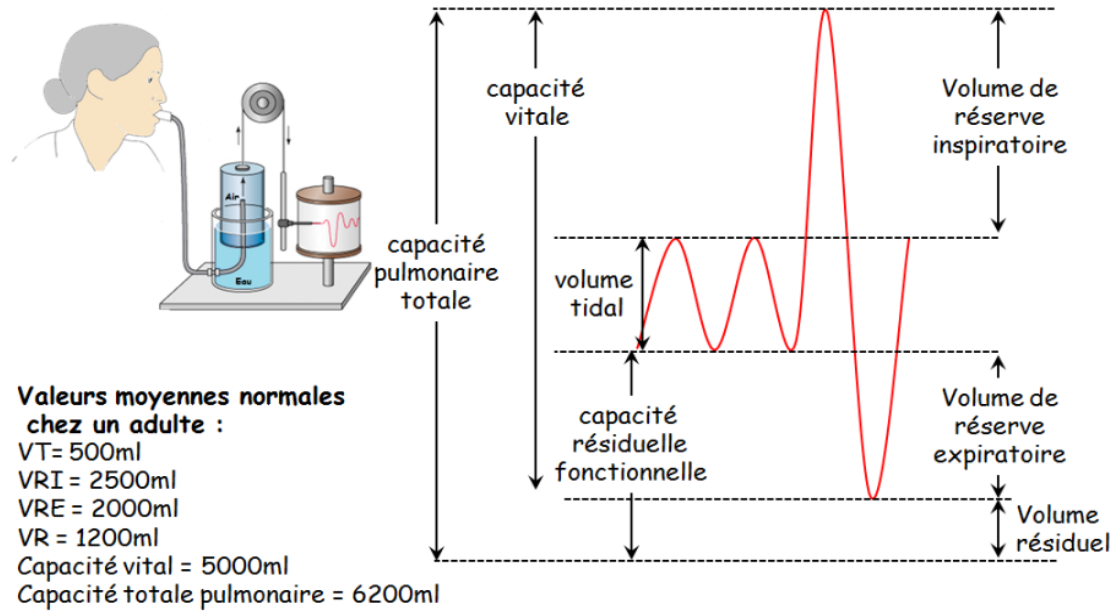 Air
Eau
capacité
pulmonaire
totale
capacité
vitale
volume
tidal
capacité
résiduelle
fonctionnelle
Volume de
réserve
inspiratoire
Volume de
réserve
expiratoire
Volume
résiduel
Valeurs moyennes normales
chez un adulte :
VT= 500ml
VRI = 2500ml
VRE = 2000ml
VR = 1200ml
Capacité vital = 5000ml
Capacité totale pulmonaire = 6200ml